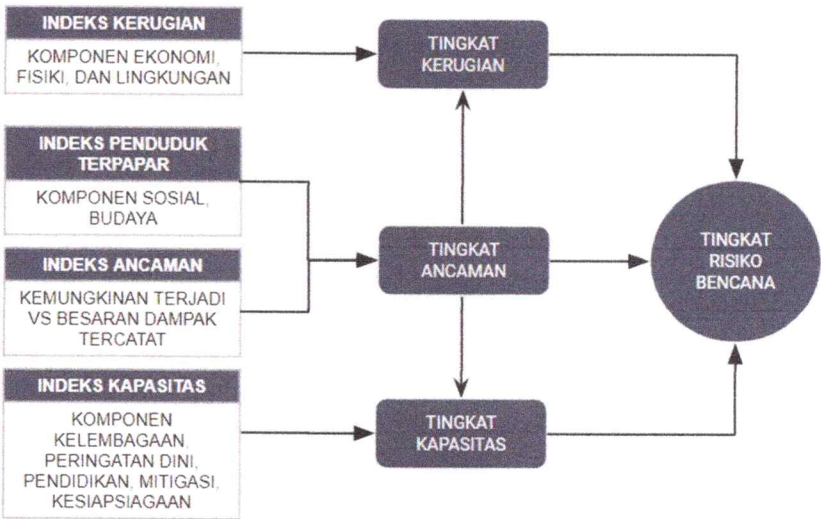 INDEKS KERUGIAN
KOMPONEN EKONOMI,
FISIKI, DAN LINGKUNGAN
INDEKS PENDUDUK
TERPAPAR
KOMPONEN SOSIAL,
BUDAYA
INDEKS ANCAMAN
KEMUNGKINAN TERJADI
VS BESARAN DAMPAK
TERCATAT
INDEKS KAPASITAS
KOMPONEN
KELEMBAGAAN,
PERINGATAN DINI,
PENDIDIKAN, MITIGASI,
KESIAPSIAGAAN
TINGKAT
KERUGIAN
TINGKAT
ANCAMAN
TINGKAT
KAPASITAS
TINGKAT
RISIKO
BENCANA